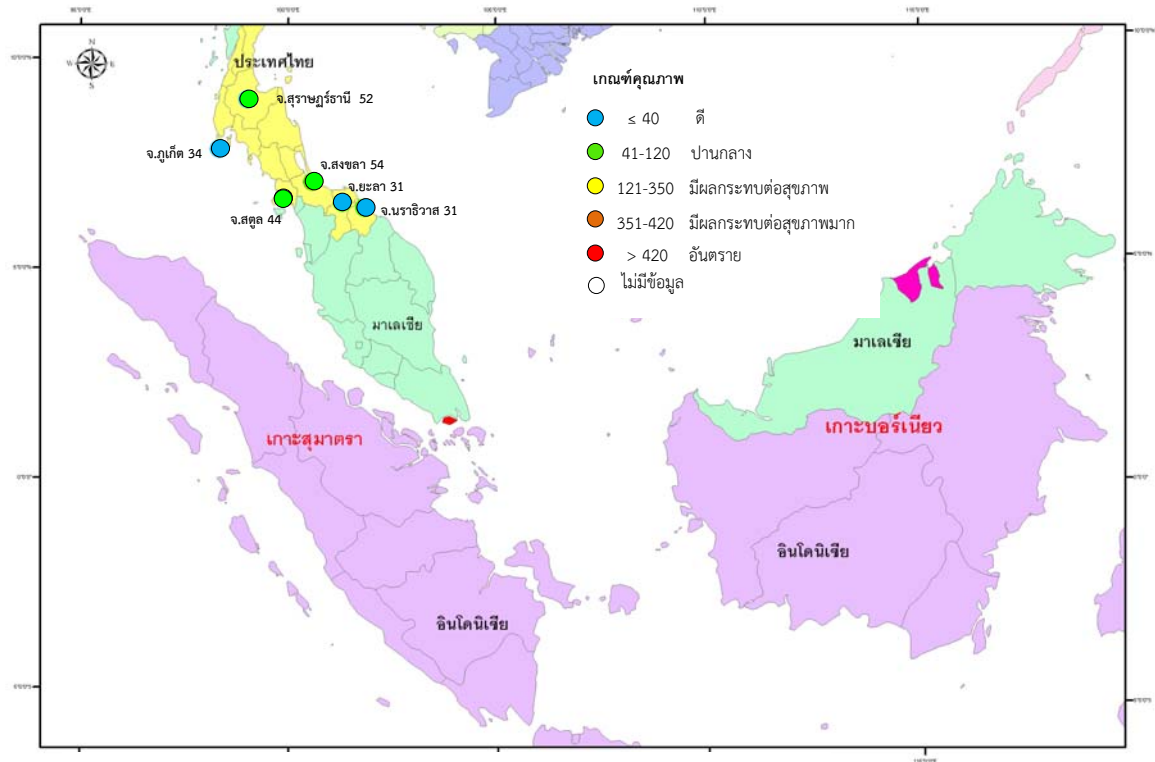 N
W E
S
ประเทศไทย
จ.สุราษฎร์ธานี 52
จ.ภูเก็ต 34
จ.สงขลา 54
จ.ยะลา 31
จ.นราธิวาส 31
จ.สตูล 44
เกณฑ์คุณภาพ
≤ 40 ดี
41-120 ปานกลาง
121-350 มีผลกระทบต่อสุขภาพ
351-420 มีผลกระทบต่อสุขภาพมาก
> 420 อันตราย
ไม่มีข้อมูล
มาเลเซีย
มาเลเซีย
เกาะสุมาตรา
เกาะบอร์เนียว
อินโดนิเซีย
อินโดนิเซีย